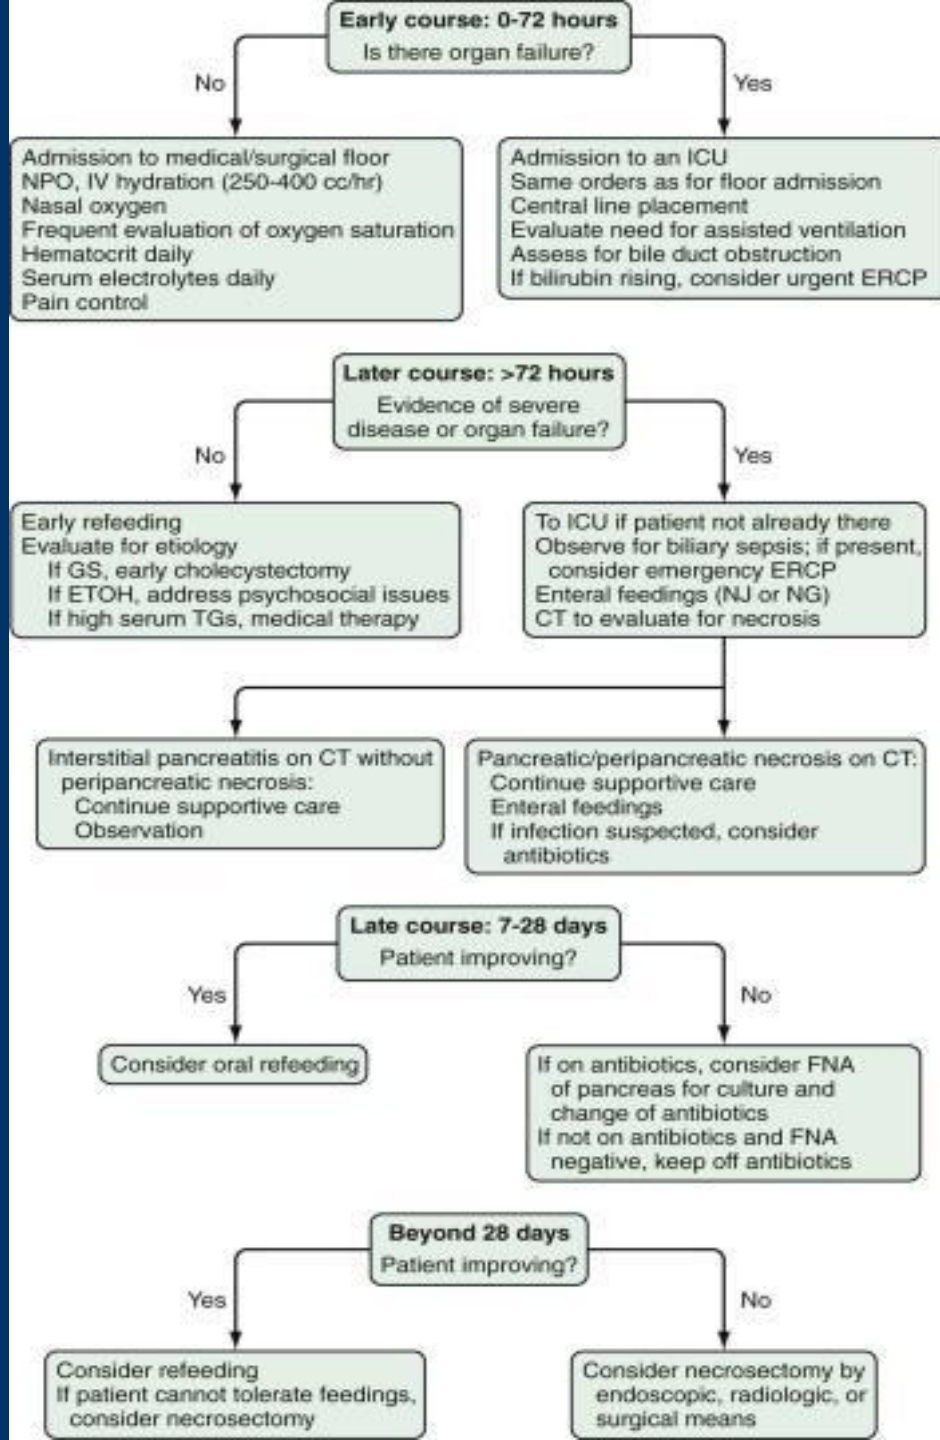 Early course: 0-72 hours
Is there organ failure?
No
Yes
Admission to medical/surgical floor
NPO, IV hydration (250-400 cc/hr)
Nasal oxygen
Frequent evaluation of oxygen saturation
Hematocrit daily
Serum electrolytes daily
Pain control
Admission to an ICU
Same orders as for floor admission
Central line placement
Evaluate need for assisted ventilation
Assess for bile duct obstruction
If bilirubin rising, consider urgent ERCP
Later course: >72 hours
Evidence of severe
disease or organ failure?
No
Yes
Early refeeding
Evaluate for etiology
If GS, early cholecystectomy
If ETOH, address psychosocial issues
If high serum TGs, medical therapy
To ICU if patient not already there
Observe for biliary sepsis; if present,
consider emergency ERCP
Enteral feedings (NJ or NG)
CT to evaluate for necrosis
Interstitial pancreatitis on CT without
peripancreatic necrosis:
Continue supportive care
Observation
Pancreatic/peripancreatic necrosis on CT:
Continue supportive care
Enteral feedings
If infection suspected, consider
antibiotics
Late course: 7-28 days
Patient improving?
Yes
No
Consider oral refeeding
If on antibiotics, consider FNA
of pancreas for culture and
change of antibiotics
If not on antibiotics and FNA
negative, keep off antibiotics
Beyond 28 days
Patient improving?
Yes
No
Consider refeeding
If patient cannot tolerate feedings,
consider necrosectomy
Consider necrosectomy by
endoscopic, radiologic, or
surgical means